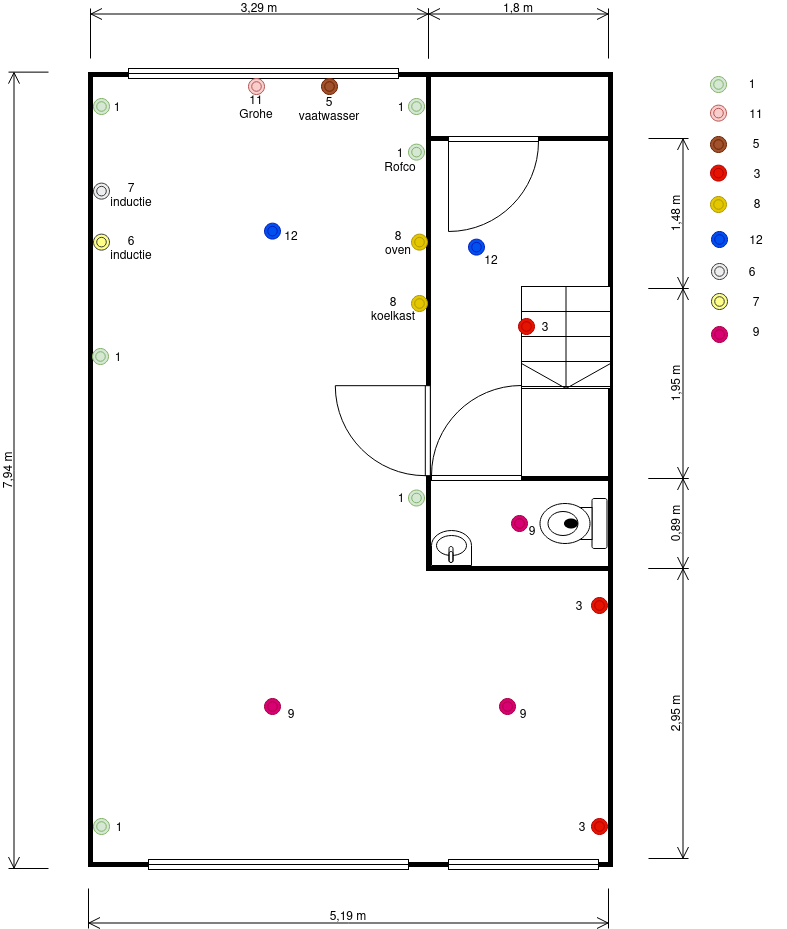 3,29 m
1,8 m
1
11
Grohe
5
vaatwasser
1
1
11
5
3
8
12
6
7
9
1
Rofco
7
inductie
6
inductie
12
8
oven
12
8
koelkast
3
1
1,48 m
1,95 m
7,94 m
1
9
0,89 m
3
9
9
2,95 m
1
3
5,19 m